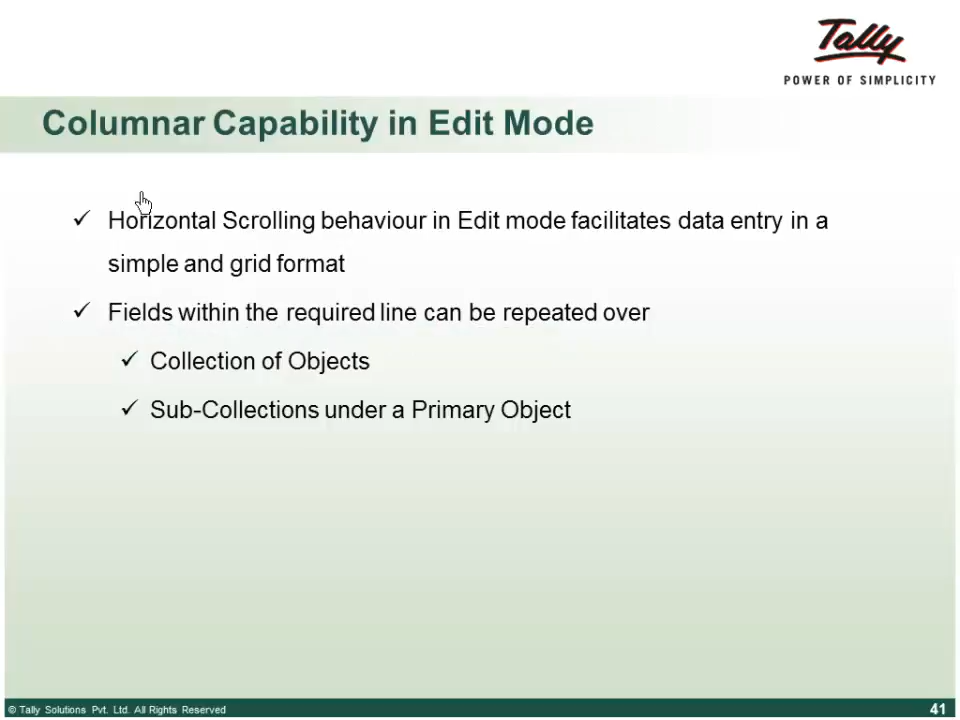 Tally
POWER OF SIMPLICITY
Columnar Capability in Edit Mode
✓ Horizontal Scrolling behaviour in Edit mode facilitates data entry in a
simple and grid format
✓ Fields within the required line can be repeated over
✓ Collection of Objects
✓ Sub-Collections under a Primary Object
© Tally Solutions Pvt. Ltd. All Rights Reserved
41